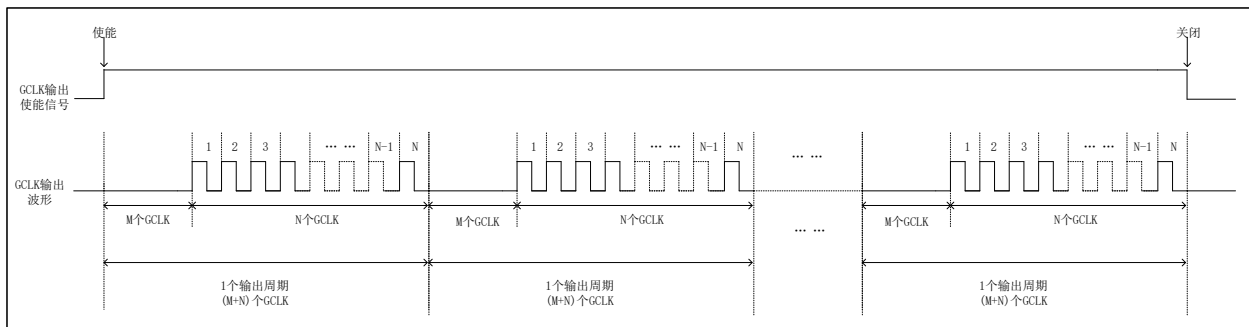 使能
关闭
GCLK输出
使能信号
1 2 3 … … N-1 N
1 2 3 … … N-1 N
… …
1 2 3 … … N-1 N
GCLK输出
波形
M个GCLK
N个GCLK
M个GCLK
N个GCLK
… …
M个GCLK
N个GCLK
1个输出周期
(M+N)个GCLK
1个输出周期
(M+N)个GCLK
1个输出周期
(M+N)个GCLK